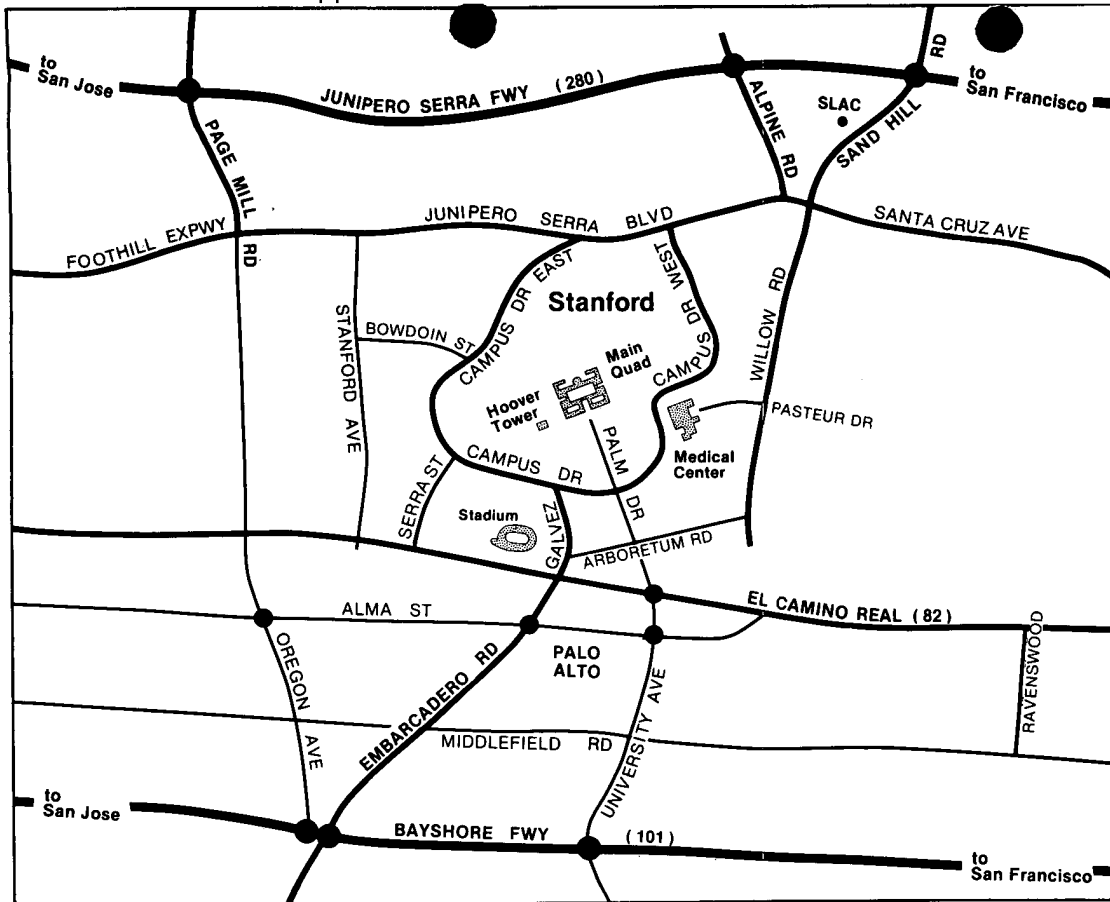 to
San Jose
JUNIPERO SERRA FWY (280)
to
San Francisco
RD
SLAC
ALPINE RD
SAND HILL
PAGE MILL
RD
FOOTHILL EXPWY
JUNIPERO SERRA BLVD
SANTA CRUZ AVE
CAMPUS DR EAST
CAMPUS DR WEST
Stanford
WILLOW RD
STANFORD AVE
BOWDOIN ST
Main
Quad
Hoover
Tower
PASTEUR DR
Medical
Center
PALM DR
CAMPUS DR
SERRA ST
Stadium
GALVEZ
ARBORETUM RD
EL CAMINO REAL (82)
ALMA ST
PALO
ALTO
RAVENSWOOD
OREGON AVE
EMBARCADERO RD
UNIVERSITY AVE
MIDDLEFIELD RD
to
San Jose
BAYSHORE FWY (101)
to
San Francisco